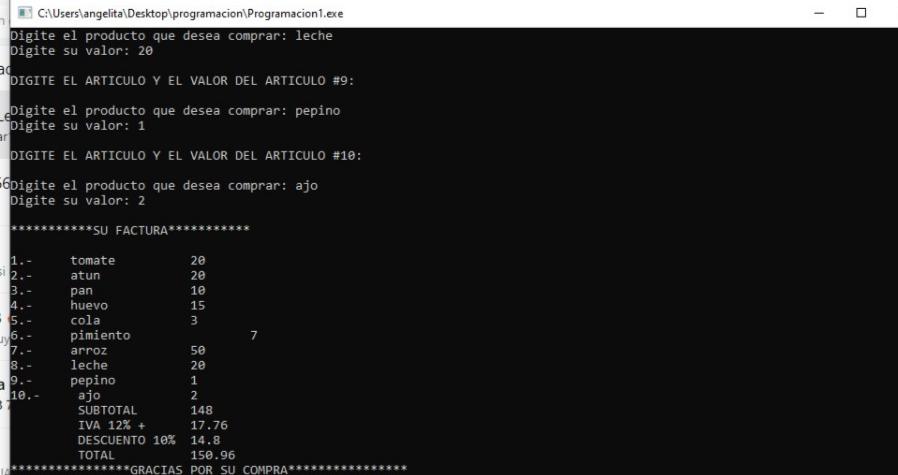 C:\Users\angelita\Desktop\programacion\Programacion1.exe
Digite el producto que desea comprar: leche
Digite su valor: 20
DIGITE EL ARTICULO Y EL VALOR DEL ARTICULO #9:
Digite el producto que desea comprar: pepino
Digite su valor: 1
DIGITE EL ARTICULO Y EL VALOR DEL ARTICULO #10:
Digite el producto que desea comprar: ajo
Digite su valor: 2
***********SU FACTURA***********
1.- tomate 20
2.- atun 20
3.- pan 10
4.- huevo 15
5.- cola 3
6.- pimiento 7
7.- arroz 50
8.- leche 20
9.- pepino 1
10.- ajo 2
SUBTOTAL 148
IVA 12% + 17.76
DESCUENTO 10% 14.8
TOTAL 150.96
****************GRACIAS POR SU COMPRA****************